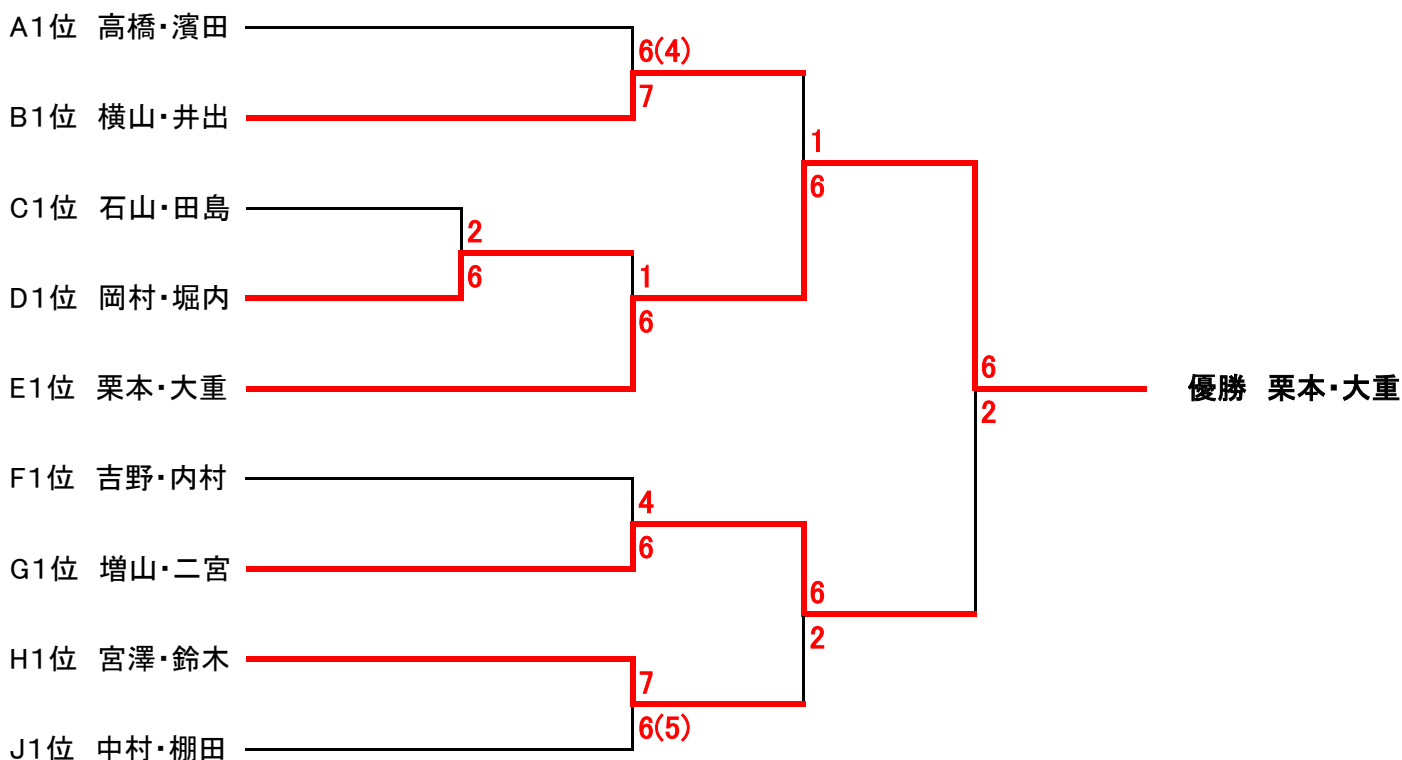 A1位 高橋・濱田
6(4)
B1位 横山・井出
7
1
6
C1位 石山・田島
2
6
D1位 岡村・堀内
1
6
E1位 栗本・大重
6
2
優勝 栗本・大重
F1位 吉野・内村
4
6
G1位 増山・二宮
6
2
H1位 宮澤・鈴木
7
6(5)
J1位 中村・棚田